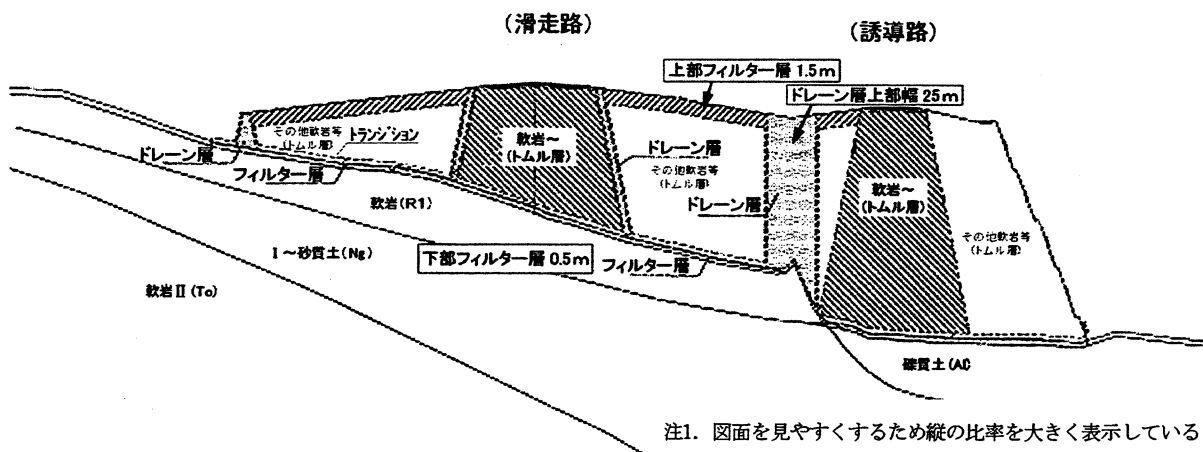 (滑走路)
(誘導路)
上部フィルター層 1.5m
ドレーン層上部幅 25m
その他軟岩等
(トムル層)
トランジション
軟岩~
(トムル層)
ドレーン層
その他軟岩等
(トムル層)
ドレーン層
フィルター層
ドレーン層
軟岩~
(トムル層)
その他軟岩等
(トムル層)
軟岩(R1)
I~砂質土(Ng)
下部フィルター層 0.5m
フィルター層
軟岩II(To)
礫質土(Al)
注1. 図面を見やすくするため縦の比率を大きく表示している